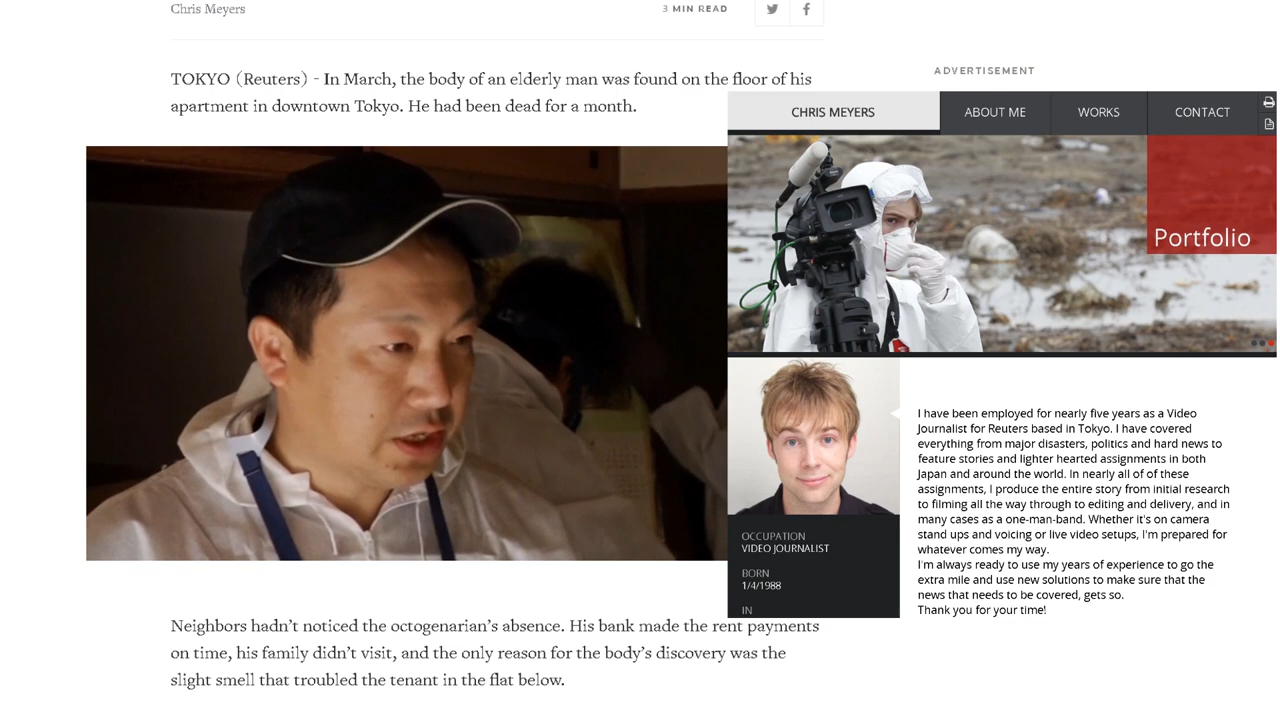 Chris Meyers
3 MIN READ
TOKYO (Reuters) - In March, the body of an elderly man was found on the floor of his
apartment in downtown Tokyo. He had been dead for a month.
ADVERTISEMENT
CHRIS MEYERS
ABOUT ME
WORKS
CONTACT
Portfolio
I have been employed for nearly five years as a Video
Journalist for Reuters based in Tokyo. I have covered
everything from major disasters, politics and hard news to
feature stories and lighter hearted assignments in both
Japan and around the world. In nearly all of of these
assignments, I produce the entire story from initial research
to filming all the way through to editing and delivery, and in
many cases as a one-man-band. Whether it's on camera
stand ups and voicing or live video setups, I'm prepared for
whatever comes my way.
I'm always ready to use my years of experience to go the
extra mile and use new solutions to make sure that the
news that needs to be covered, gets so.
Thank you for your time!
OCCUPATION
VIDEO JOURNALIST
BORN
1/4/1988
IN
Neighbors hadn’t noticed the octogenarian’s absence. His bank made the rent payments
on time, his family didn’t visit, and the only reason for the body’s discovery was the
slight smell that troubled the tenant in the flat below.